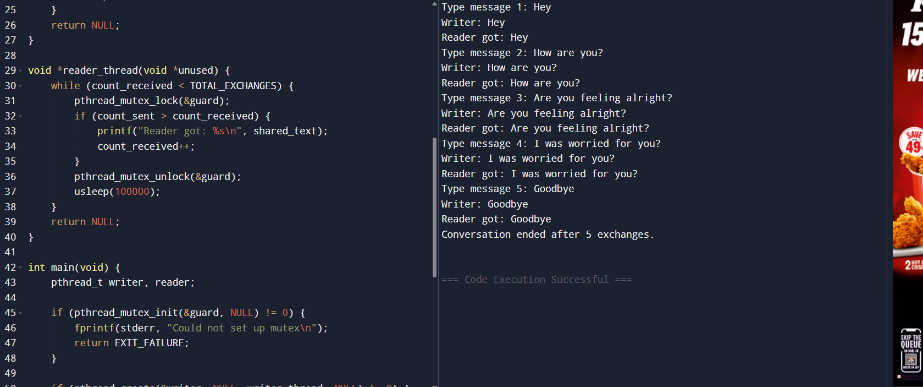 25 }
26 return NULL;
27 }
28
29 void *reader_thread(void *unused) {
30 while (count_received < TOTAL_EXCHANGES) {
31 pthread_mutex_lock(&guard);
32 if (count_sent > count_received) {
33 printf("Reader got: %s\n", shared_text);
34 count_received++;
35 }
36 pthread_mutex_unlock(&guard);
37 usleep(100000);
38 }
39 return NULL;
40 }
41
42 int main(void) {
43 pthread_t writer, reader;
44
45 if (pthread_mutex_init(&guard, NULL) != 0) {
46 fprintf(stderr, "Could not set up mutex\n");
47 return EXIT_FAILURE;
48 }
49
Type message 1: Hey
Writer: Hey
Reader got: Hey
Type message 2: How are you?
Writer: How are you?
Reader got: How are you?
Type message 3: Are you feeling alright?
Writer: Are you feeling alright?
Reader got: Are you feeling alright?
Type message 4: I was worried for you?
Writer: I was worried for you?
Reader got: I was worried for you?
Type message 5: Goodbye
Writer: Goodbye
Reader got: Goodbye
Conversation ended after 5 exchanges.
=== Code Execution Successful ===
15
WE
SAVE
49
SKIP THE
QUEUE